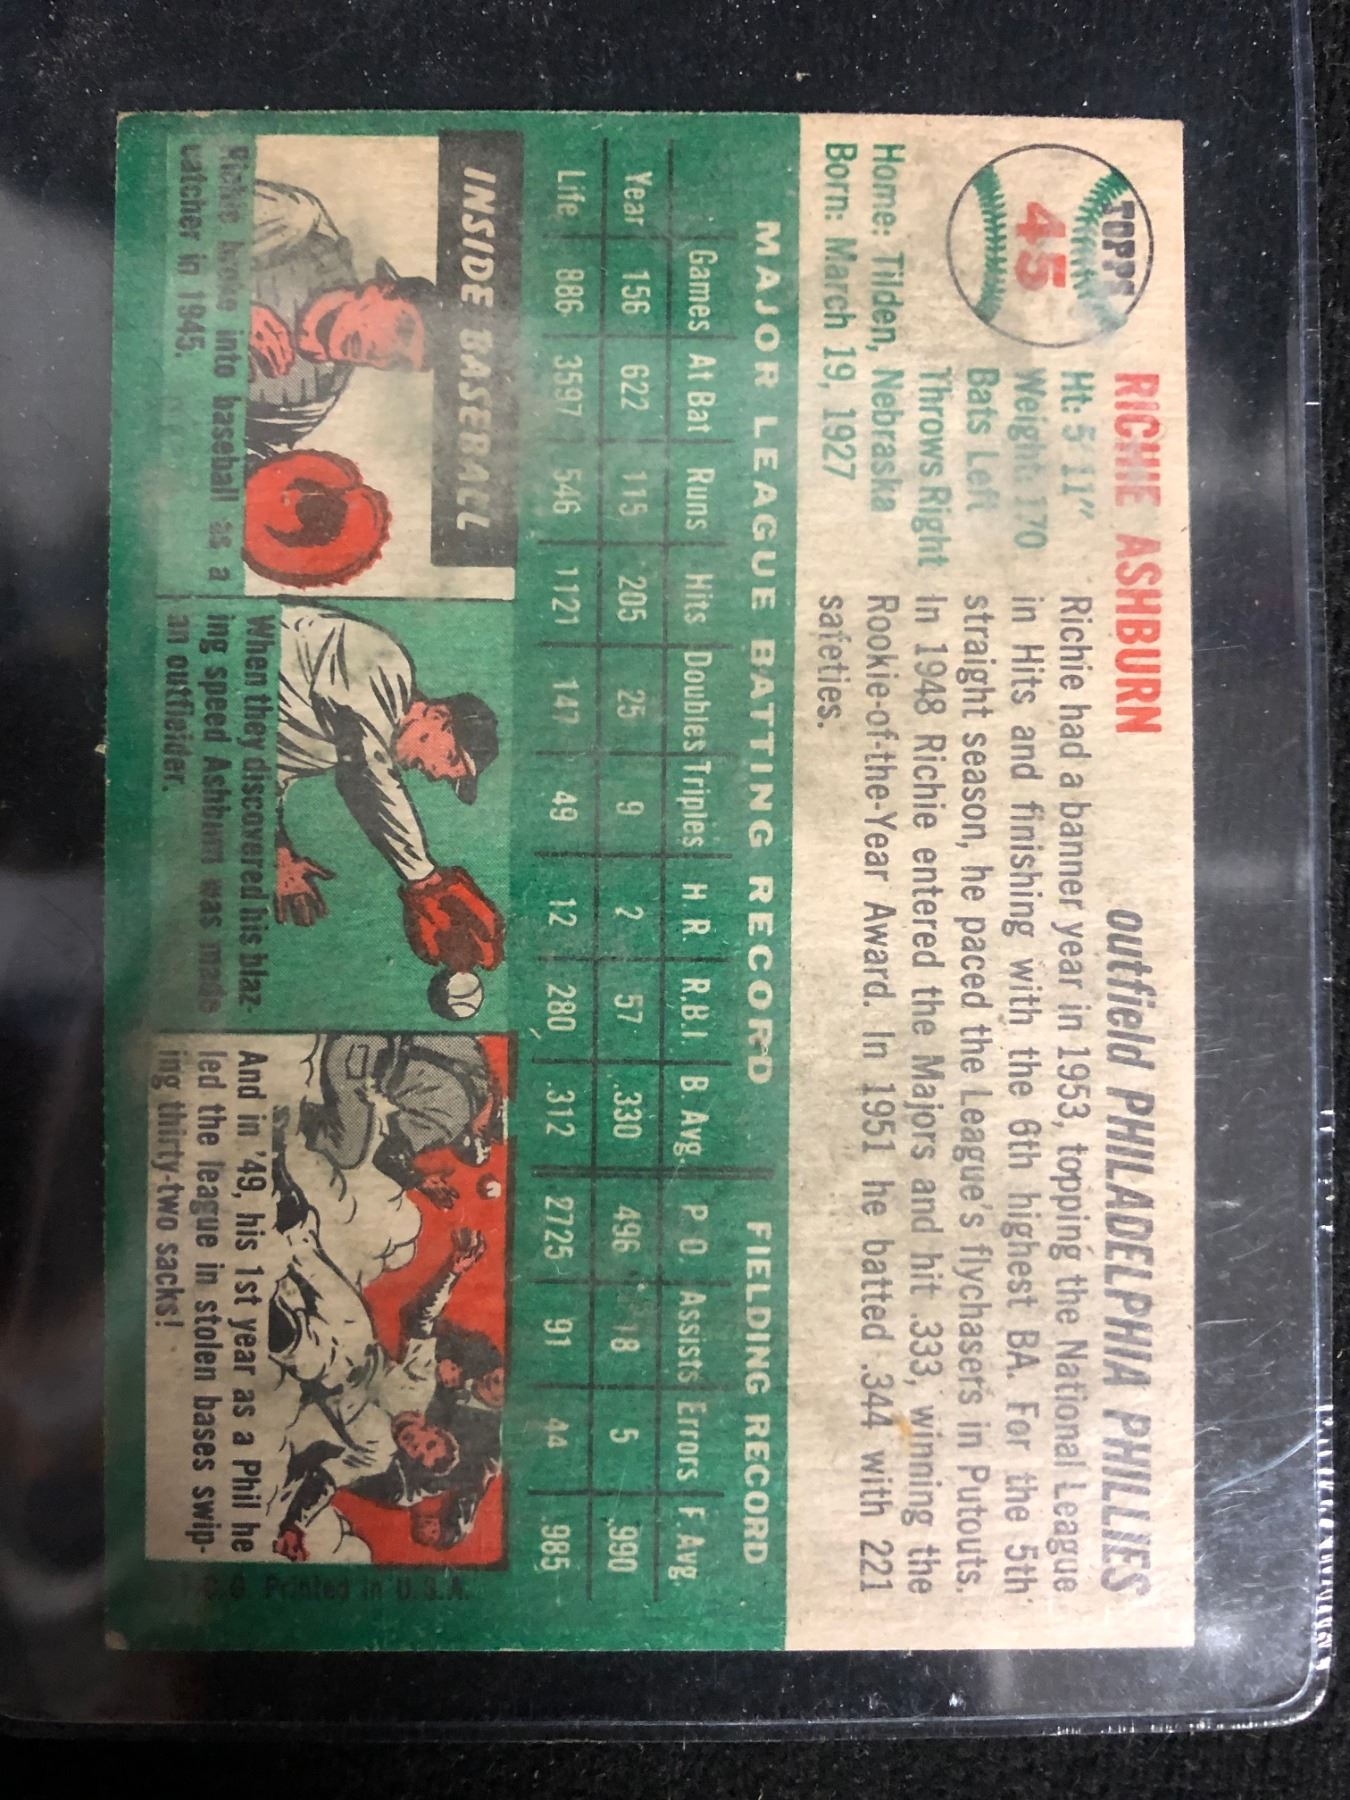 TOPPS
45
RICHIE ASHBURN
outfield PHILADELPHIA PHILLIES
Ht: 5' 11"
Weight: 170
Bats Left
Throws Right
Home: Tilden, Nebraska
Born: March 19, 1927
Richie had a banner year in 1953, topping the National League
in Hits and finishing with the 6th highest BA. For the 5th
straight season, he paced the League's flychasers in Putouts.
In 1948 Richie entered the Majors and hit .333, winning the
Rookie-of-the-Year Award. In 1951 he batted .344 with 221
safeties.
MAJOR LEAGUE BATTING RECORD FIELDING RECORD
Games At Bat Runs Hits Doubles Triples H R. R.B.I. B. Avg. P O. Assists Errors F Avg.
Year 156 622 115 205 25 9 2 57 .330 496 18 5 .990
Life 886 3597 546 1121 147 49 12 280 .312 2725 91 44 .985
INSIDE BASEBALL
Richie broke into baseball as a
catcher in 1945.
When they discovered his blaz-
ing speed Ashburn was made
an outfielder.
And in '49, his 1st year as a Phil he
led the league in stolen bases swip-
ing thirty-two sacks!
C.G. Printed in U.S.A.